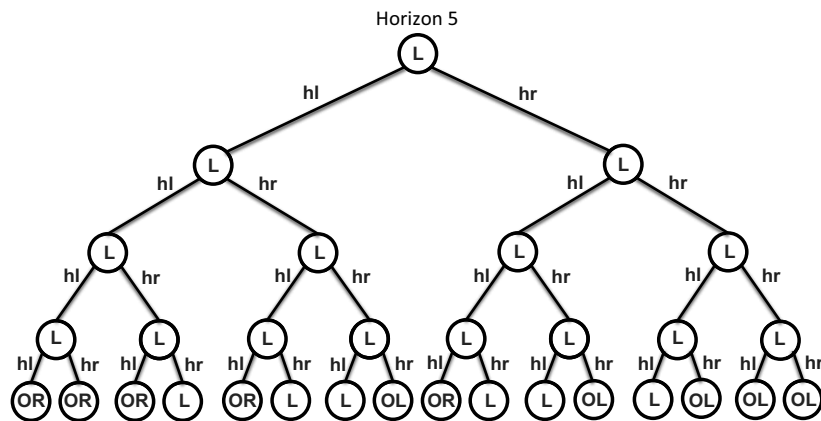 Horizon 5
L
hl hr
L L
hl hr hl hr
L L L L
hl hr hl hr hl hr hl hr
L L L L L L L L
hl hr hl hr hl hr hl hr hl hr hl hr hl hr hl hr
OR OR OR L OR L L OL OR L L OL L OL OL OL